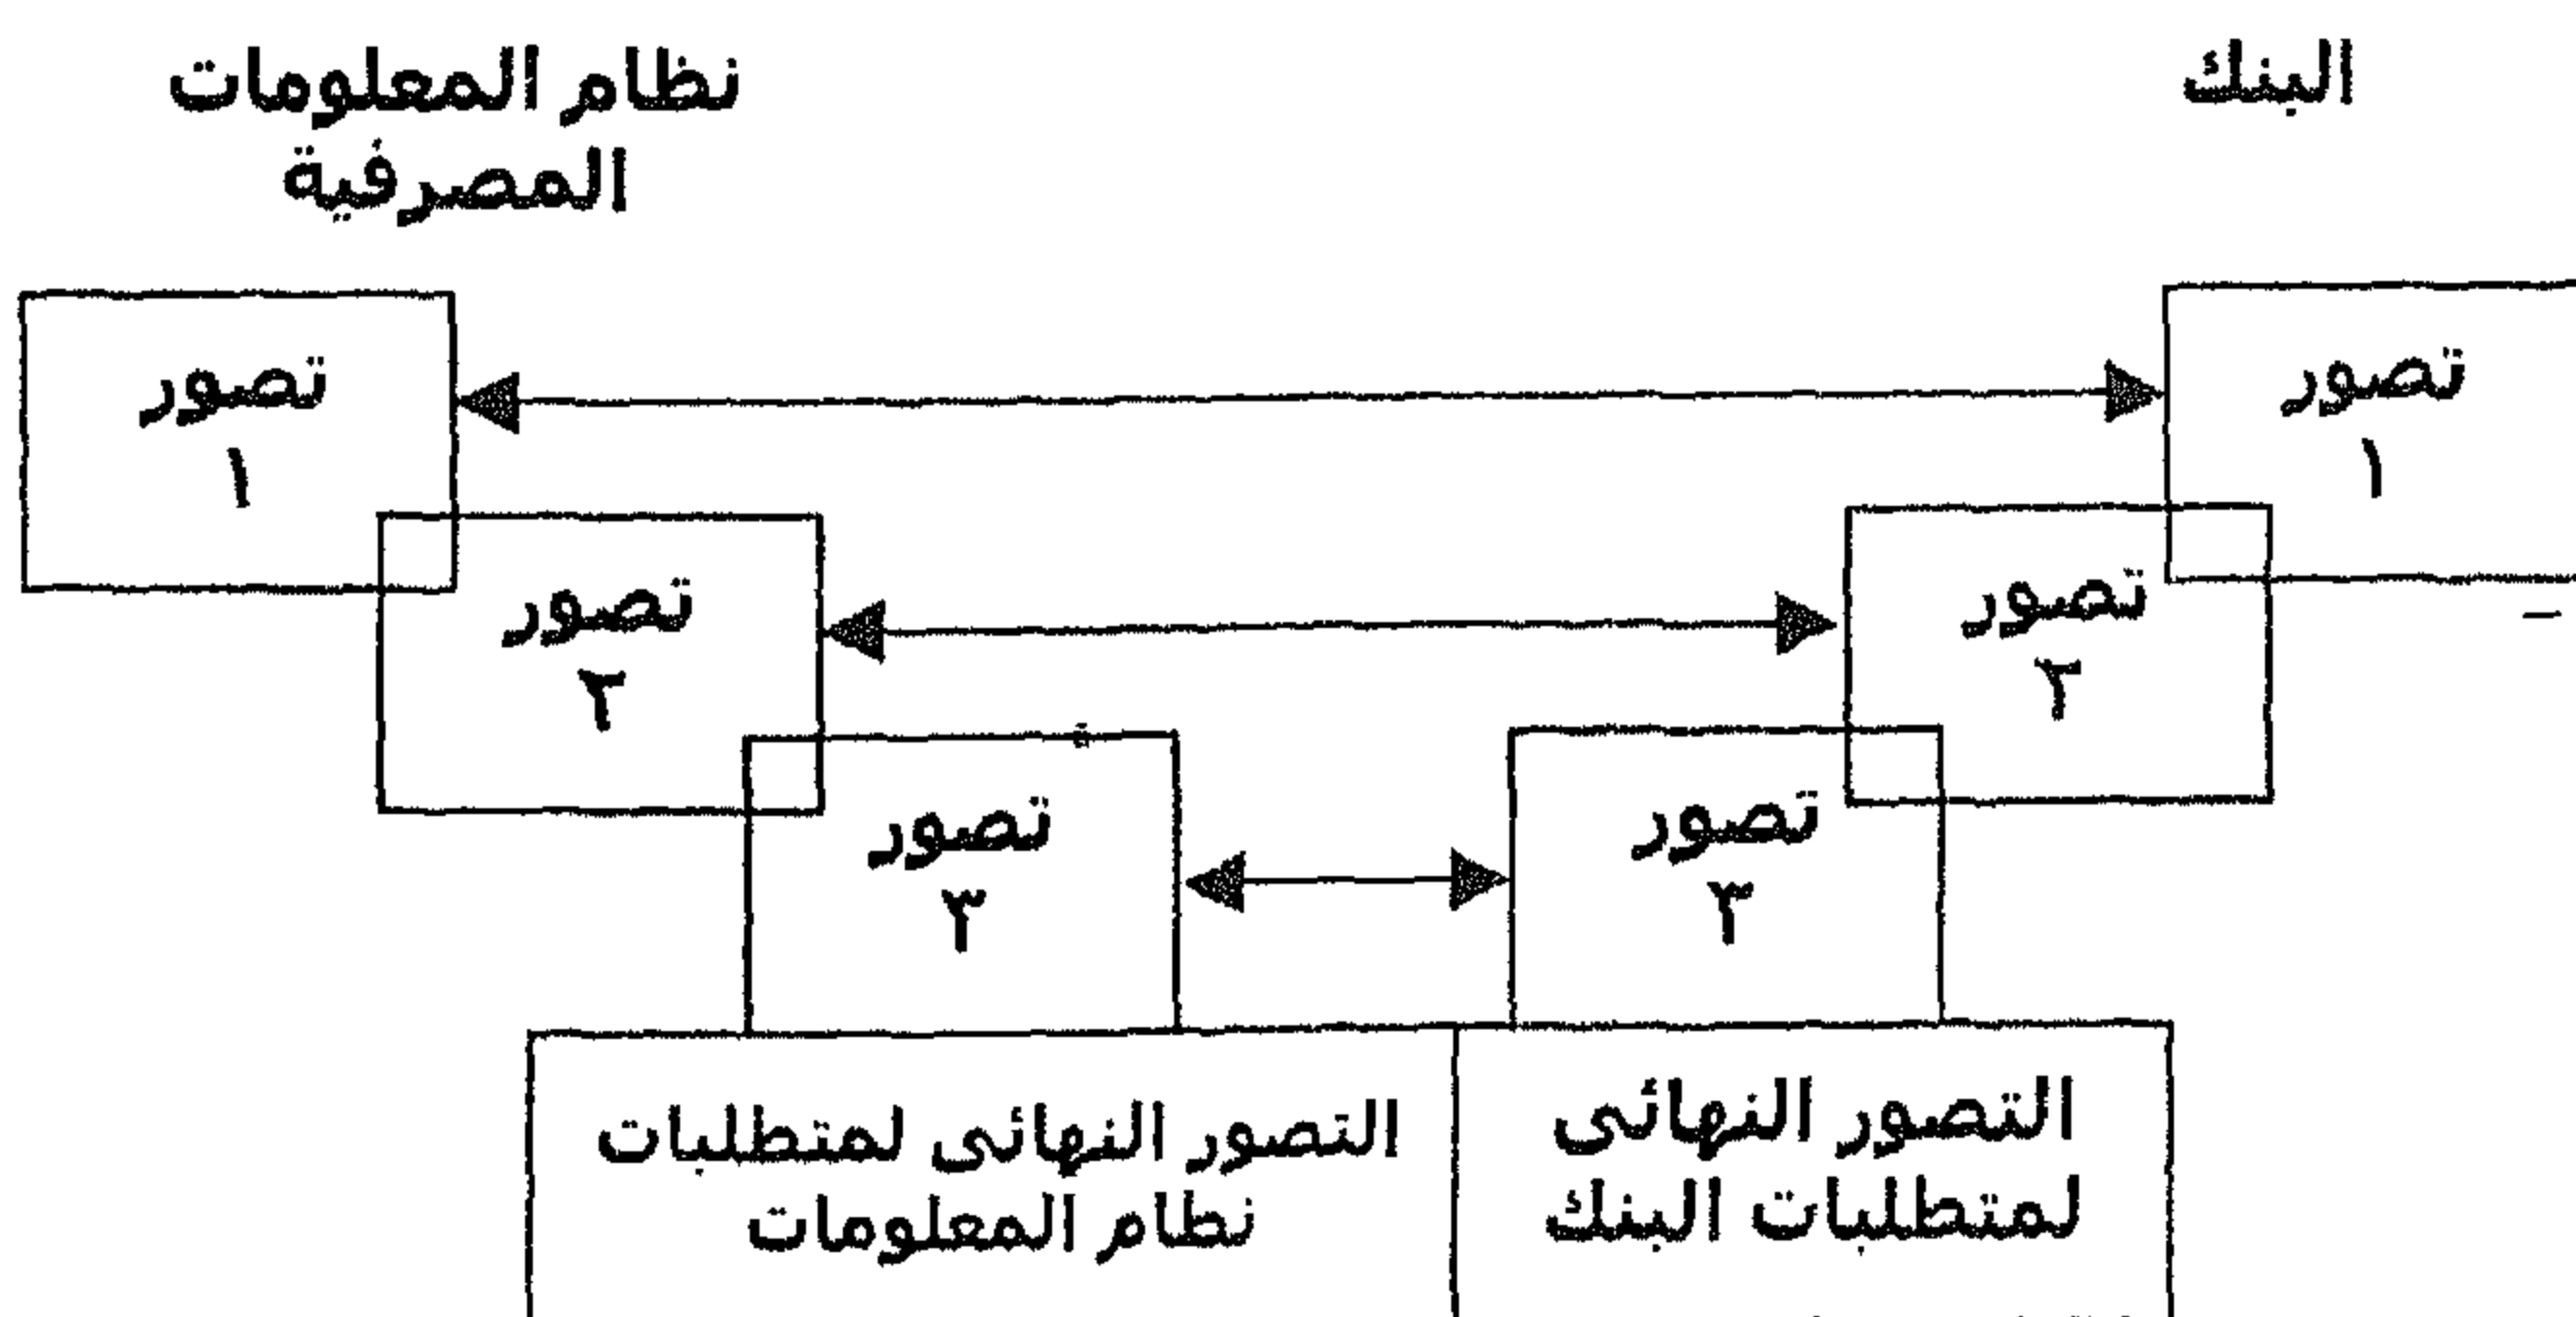 البنك
نظام المعلومات
المصرفية
تصور
١
تصور
١
تصور
٢
تصور
٢
تصور
٣
تصور
٣
التصور النهائى
لمتطلبات البنك
التصور النهائى لمتطلبات
نظام المعلومات